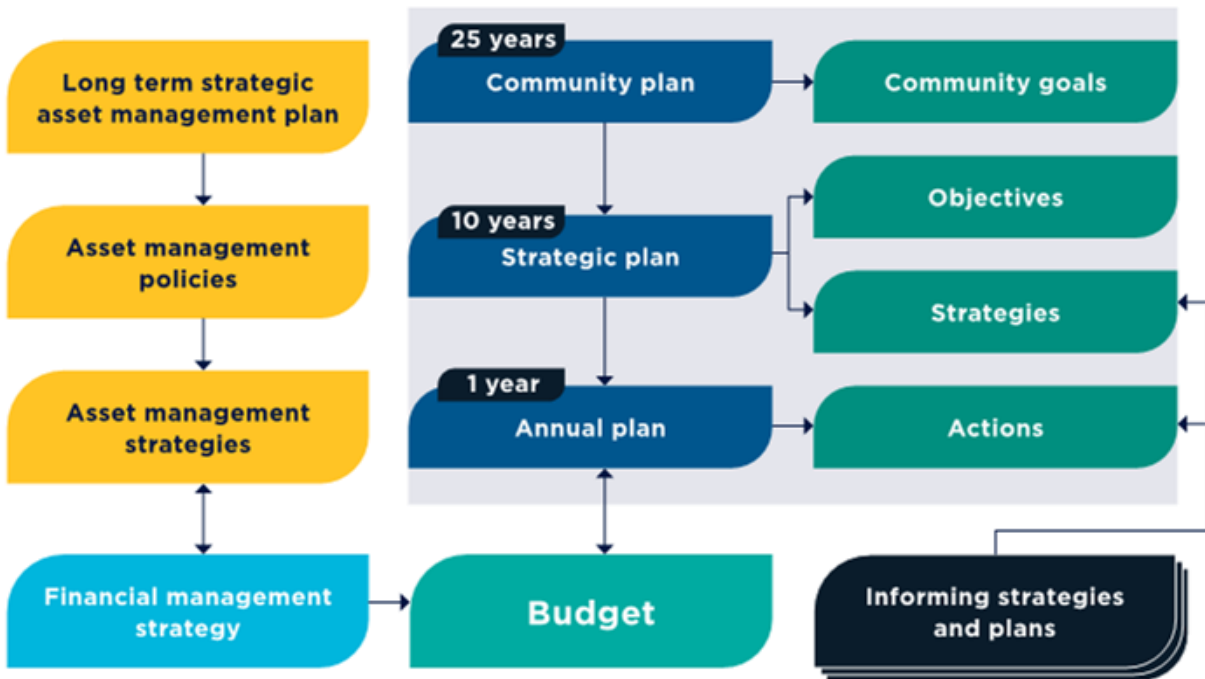 Long term strategic
asset management plan
Asset management
policies
Asset management
strategies
Financial management
strategy
25 years
Community plan
Community goals
10 years
Strategic plan
Objectives
Strategies
1 year
Annual plan
Actions
Budget
Informing strategies
and plans